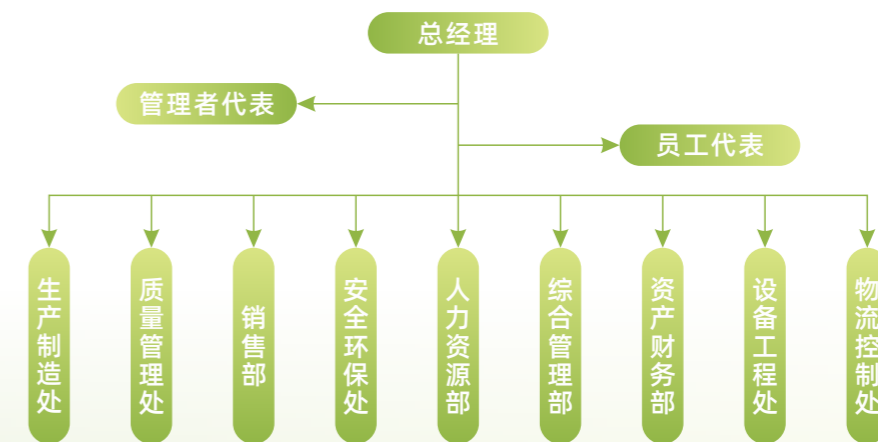 总经理
管理者代表
员工代表
生产制造处
质量管理处
销售部
安全环保处
人力资源部
综合管理部
资产财务部
设备工程处
物流控制处